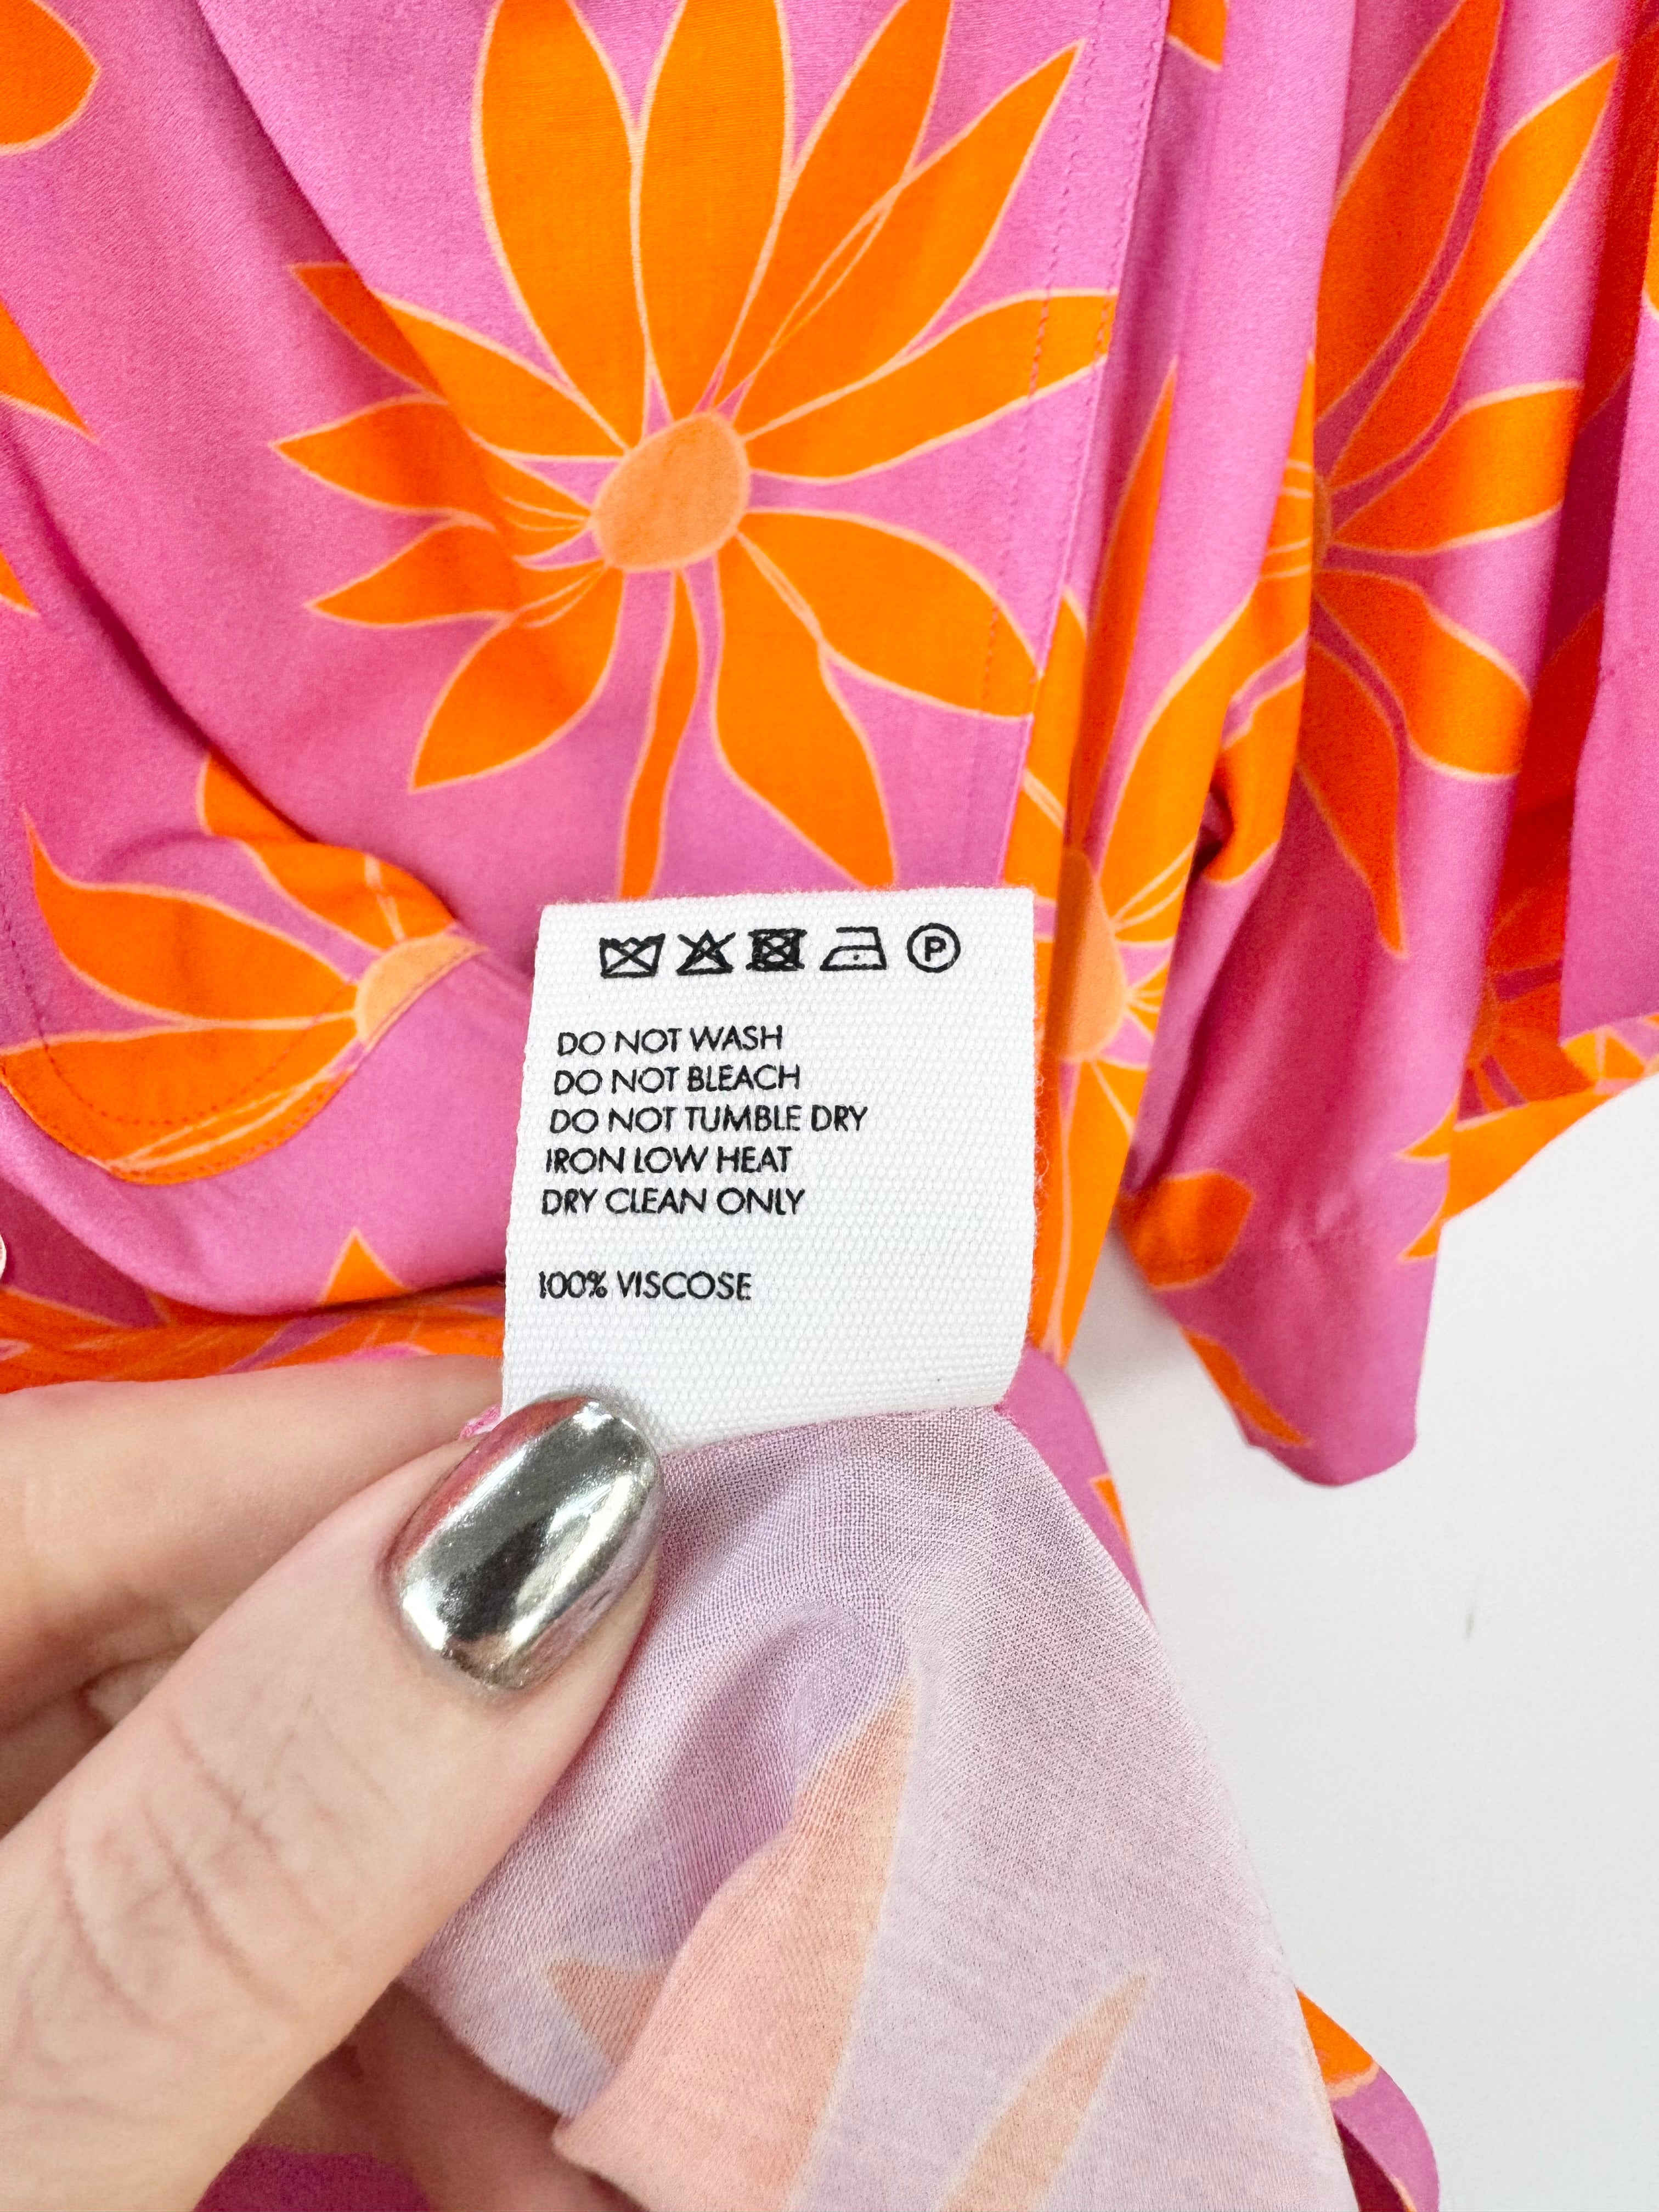 P
DO NOT WASH
DO NOT BLEACH
DO NOT TUMBLE DRY
IRON LOW HEAT
DRY CLEAN ONLY
100% VISCOSE